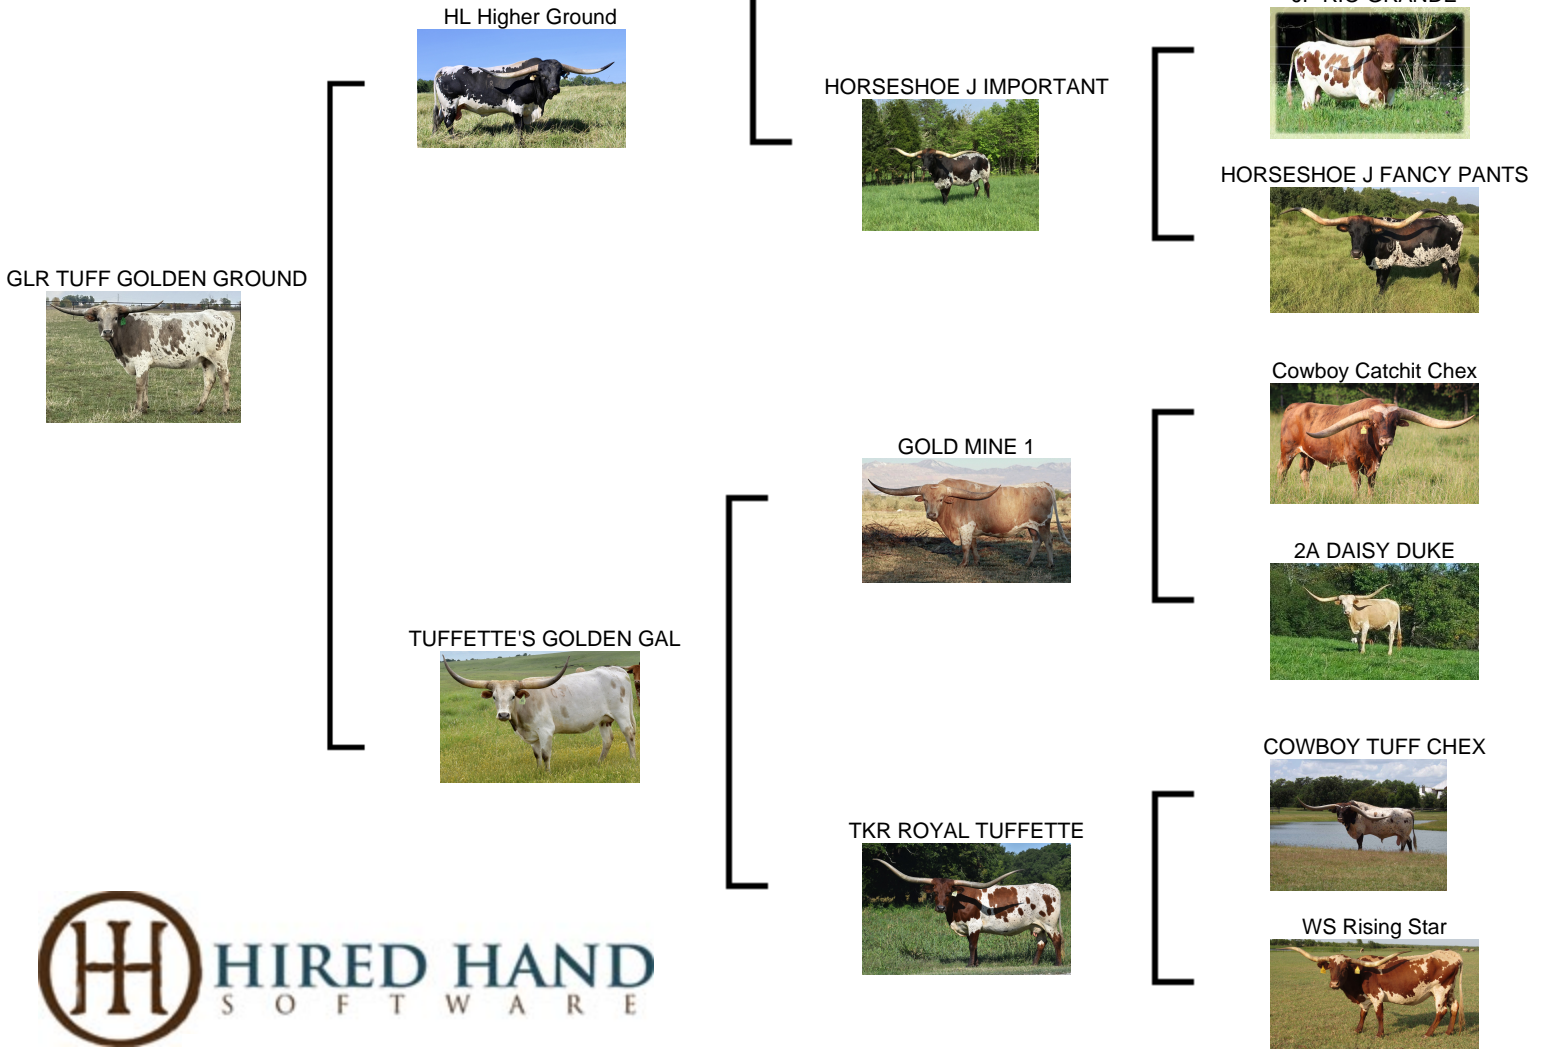 HL Higher Ground
HORSESHOE J IMPORTANT
HORSESHOE J FANCY PANTS
GLR TUFF GOLDEN GROUND
Cowboy Catchit Chex
GOLD MINE 1
2A DAISY DUKE
TUFFETTE'S GOLDEN GAL
COWBOY TUFF CHEX
TKR ROYAL TUFFETTE
WS Rising Star
HIRED HAND
SOFTWARE